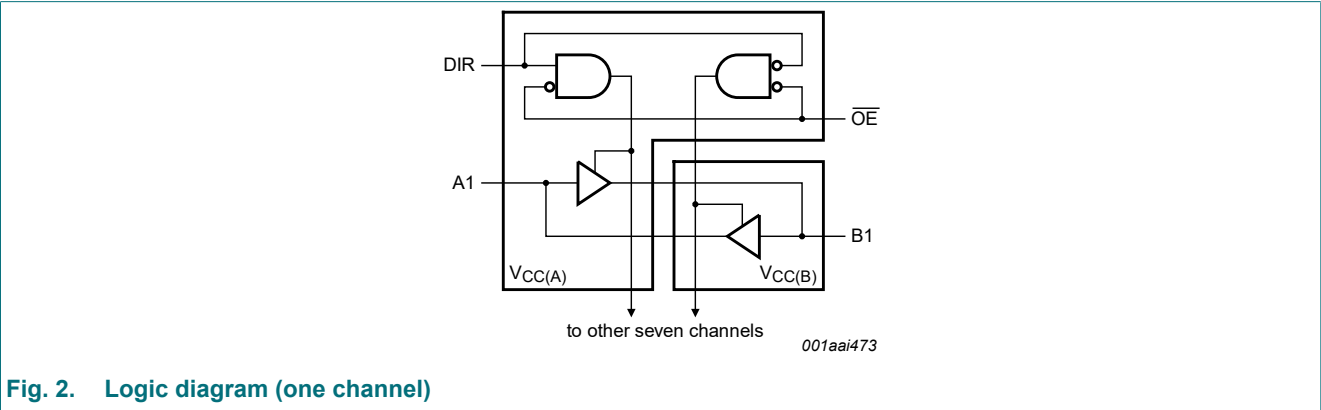 DIR
OE
A1
B1
VCC(A)
VCC(B)
to other seven channels
001aai473
Fig. 2. Logic diagram (one channel)